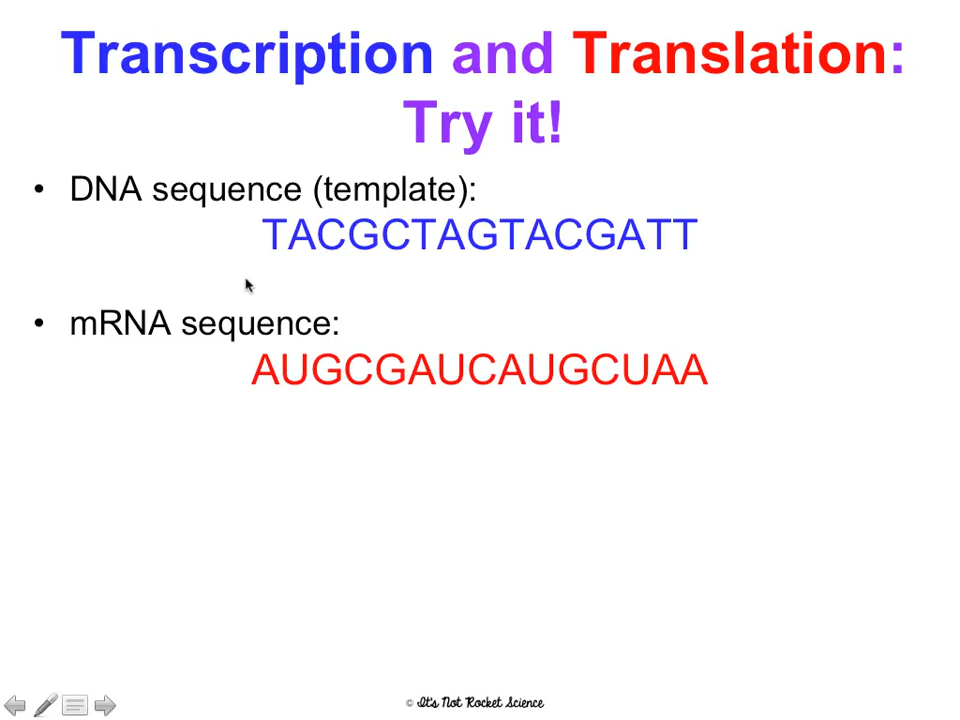 Transcription and Translation:
Try it!
• DNA sequence (template):
TACGCTAGTACGATT
• mRNA sequence:
AUGCGAUCAUGCUAA
© It's Not Rocket Science